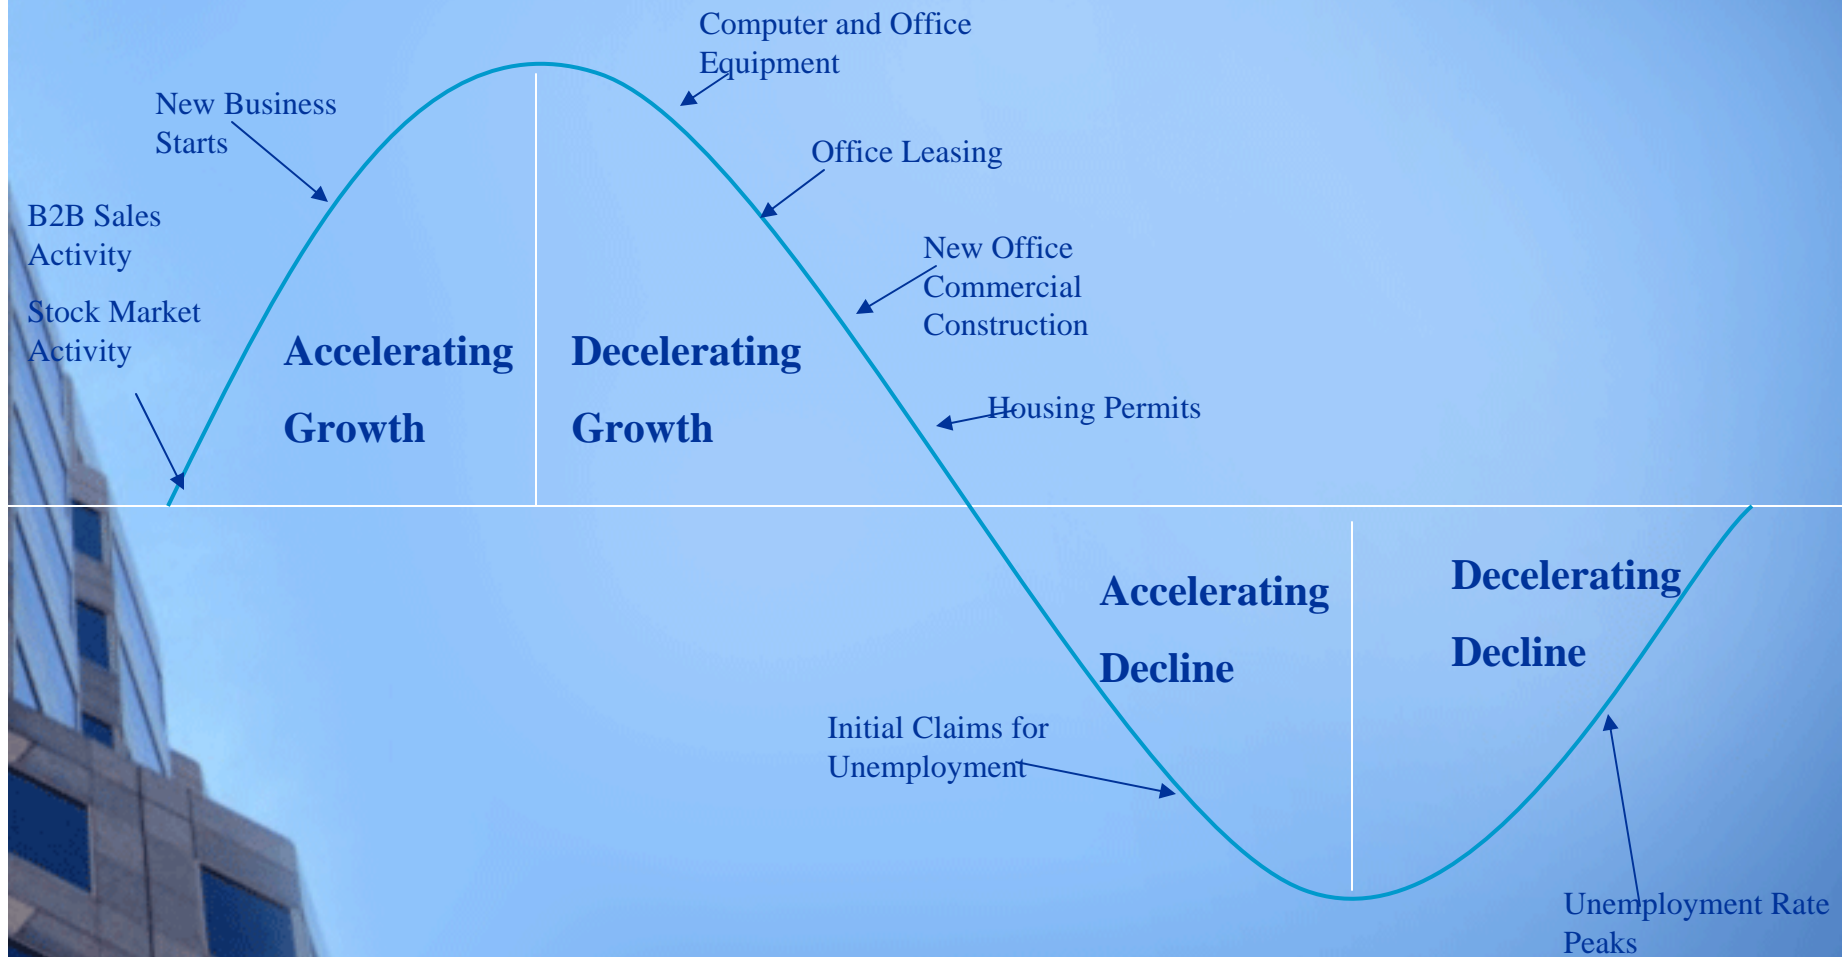 Computer and Office
Equipment
New Business
Starts
Office Leasing
B2B Sales
Activity
New Office
Commercial
Construction
Stock Market
Activity
Accelerating
Growth
Decelerating
Growth
Housing Permits
Accelerating
Decline
Decelerating
Decline
Initial Claims for
Unemployment
Unemployment Rate
Peaks